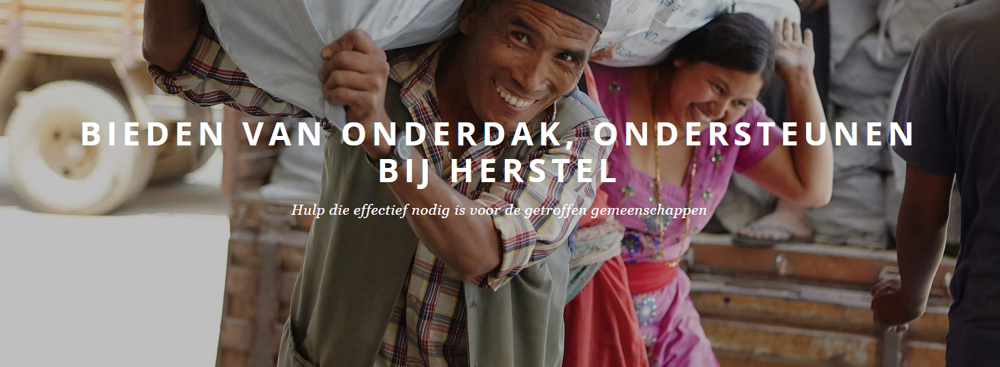 BIEDEN VAN ONDERDAK, ONDERSTEUNEN
BIJ HERSTEL
Hulp die effectief nodig is voor de getroffen gemeenschappen